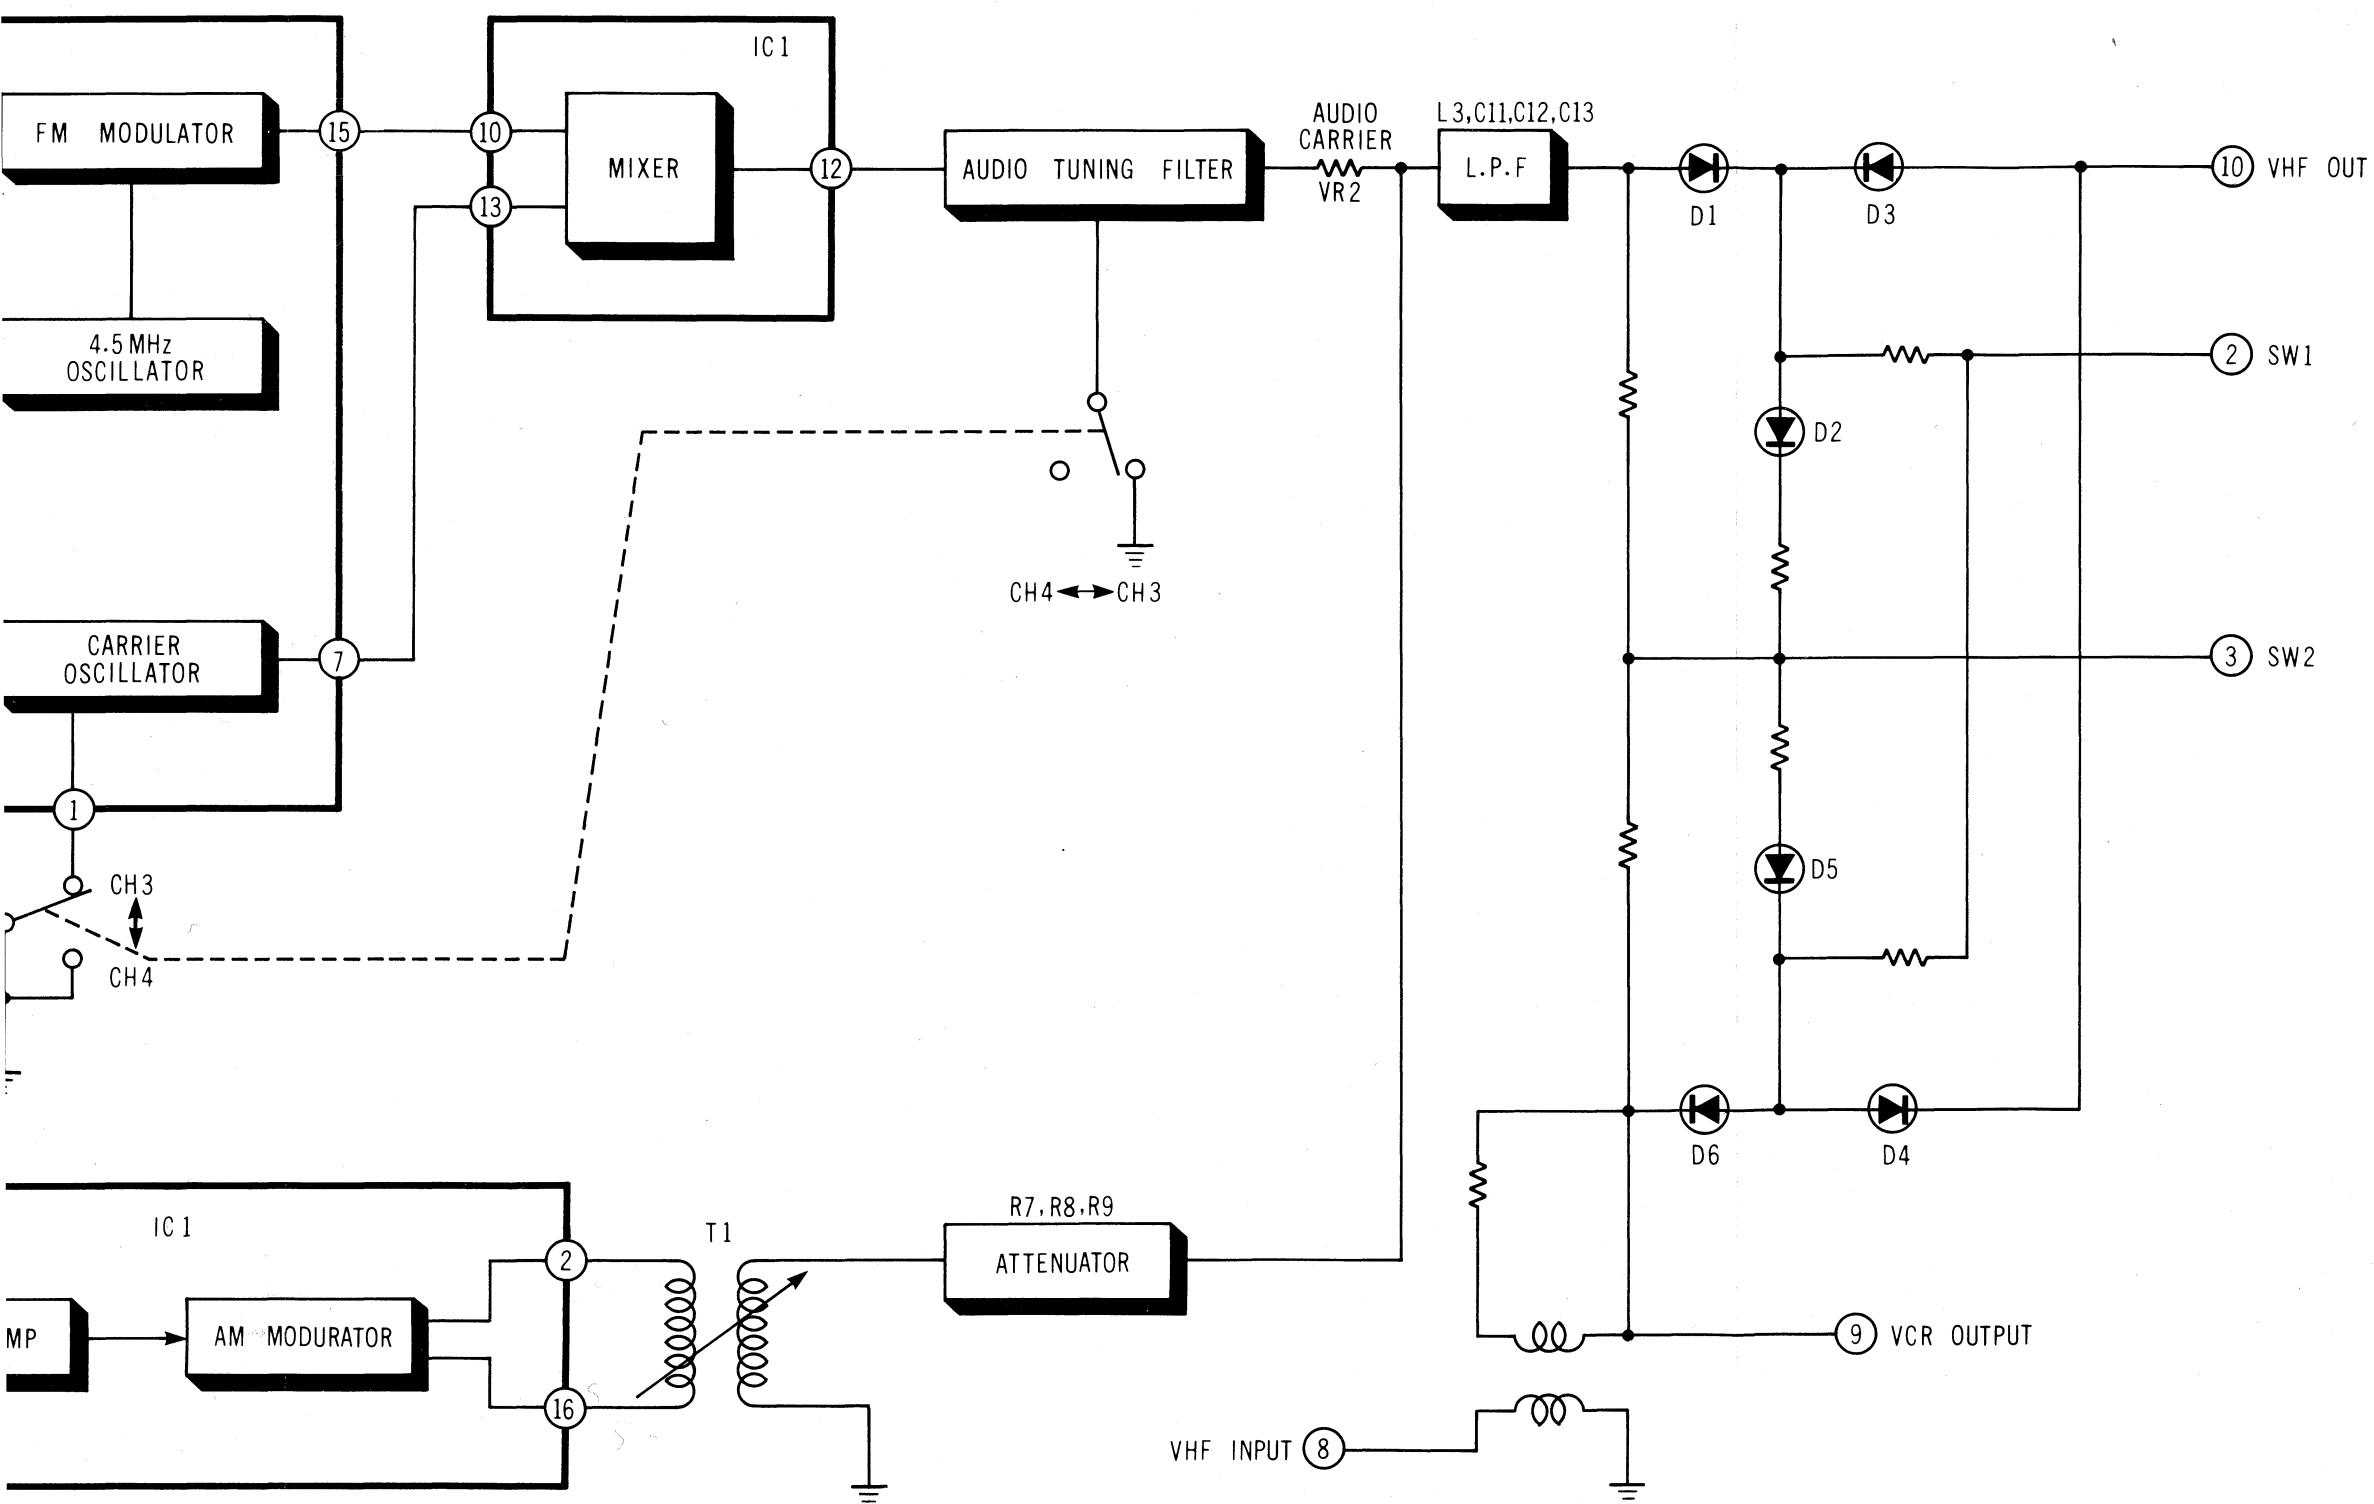 IC1
AUDIO
CARRIER
L3,C11,C12,C13
FM MODULATOR
15
10
MIXER
12
AUDIO TUNING FILTER
VR2
L.P.F
D1
D3
10
VHF OUT
13
4.5MHz
OSCILLATOR
2
SW1
D2
CH4
CH3
CARRIER
OSCILLATOR
7
3
SW2
1
CH3
CH4
D5
D6
D4
IC1
2
T1
R7,R8,R9
ATTENUATOR
MP
AM MODURATOR
9
VCR OUTPUT
16
VHF INPUT
8